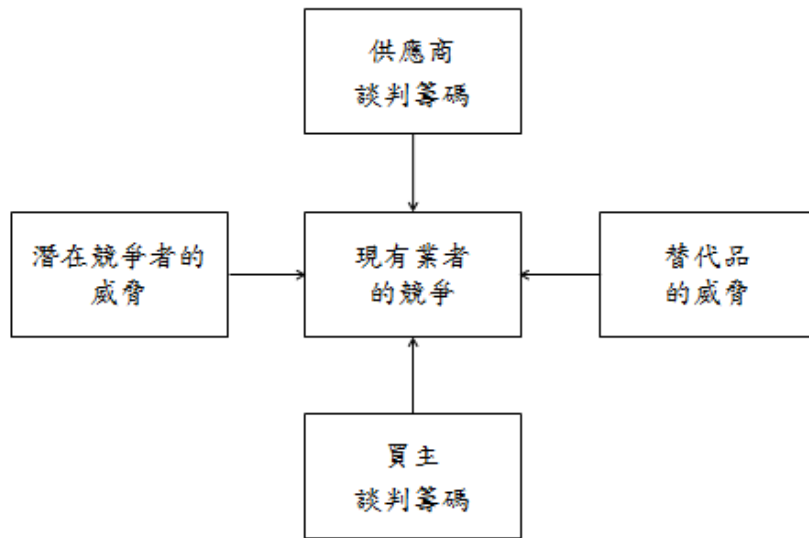 供應商
談判籌碼
潛在競爭者的
威脅
現有業者
的競爭
替代品
的威脅
買主
談判籌碼